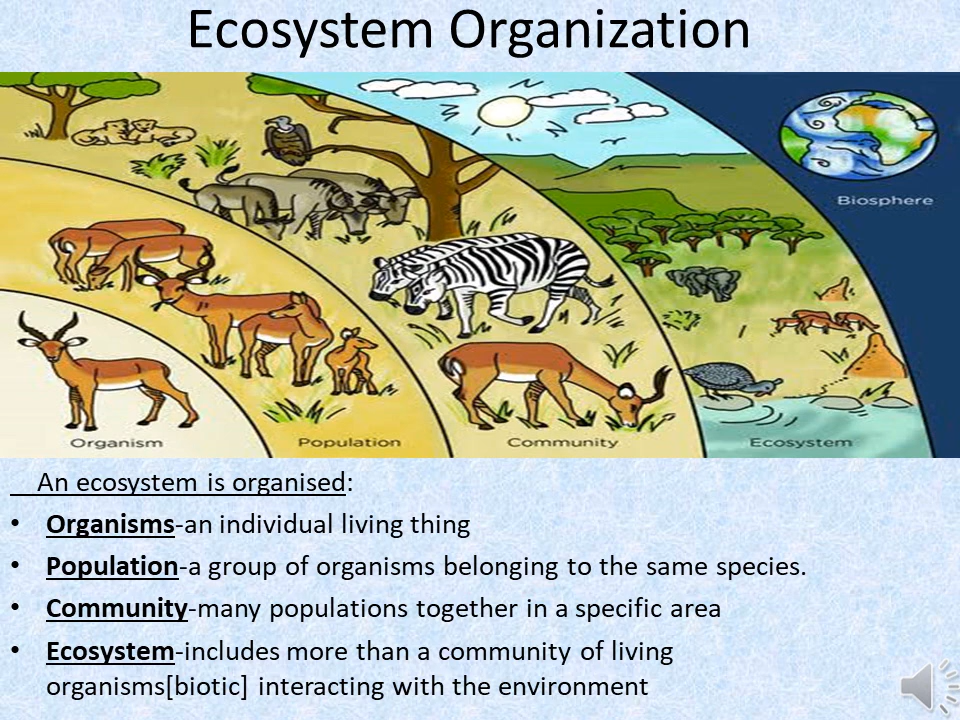 Ecosystem Organization
Biosphere
Organism
Population
Community
Ecosystem
An ecosystem is organised:
• Organisms-an individual living thing
• Population-a group of organisms belonging to the same species.
• Community-many populations together in a specific area
• Ecosystem-includes more than a community of living
organisms[biotic] interacting with the environment